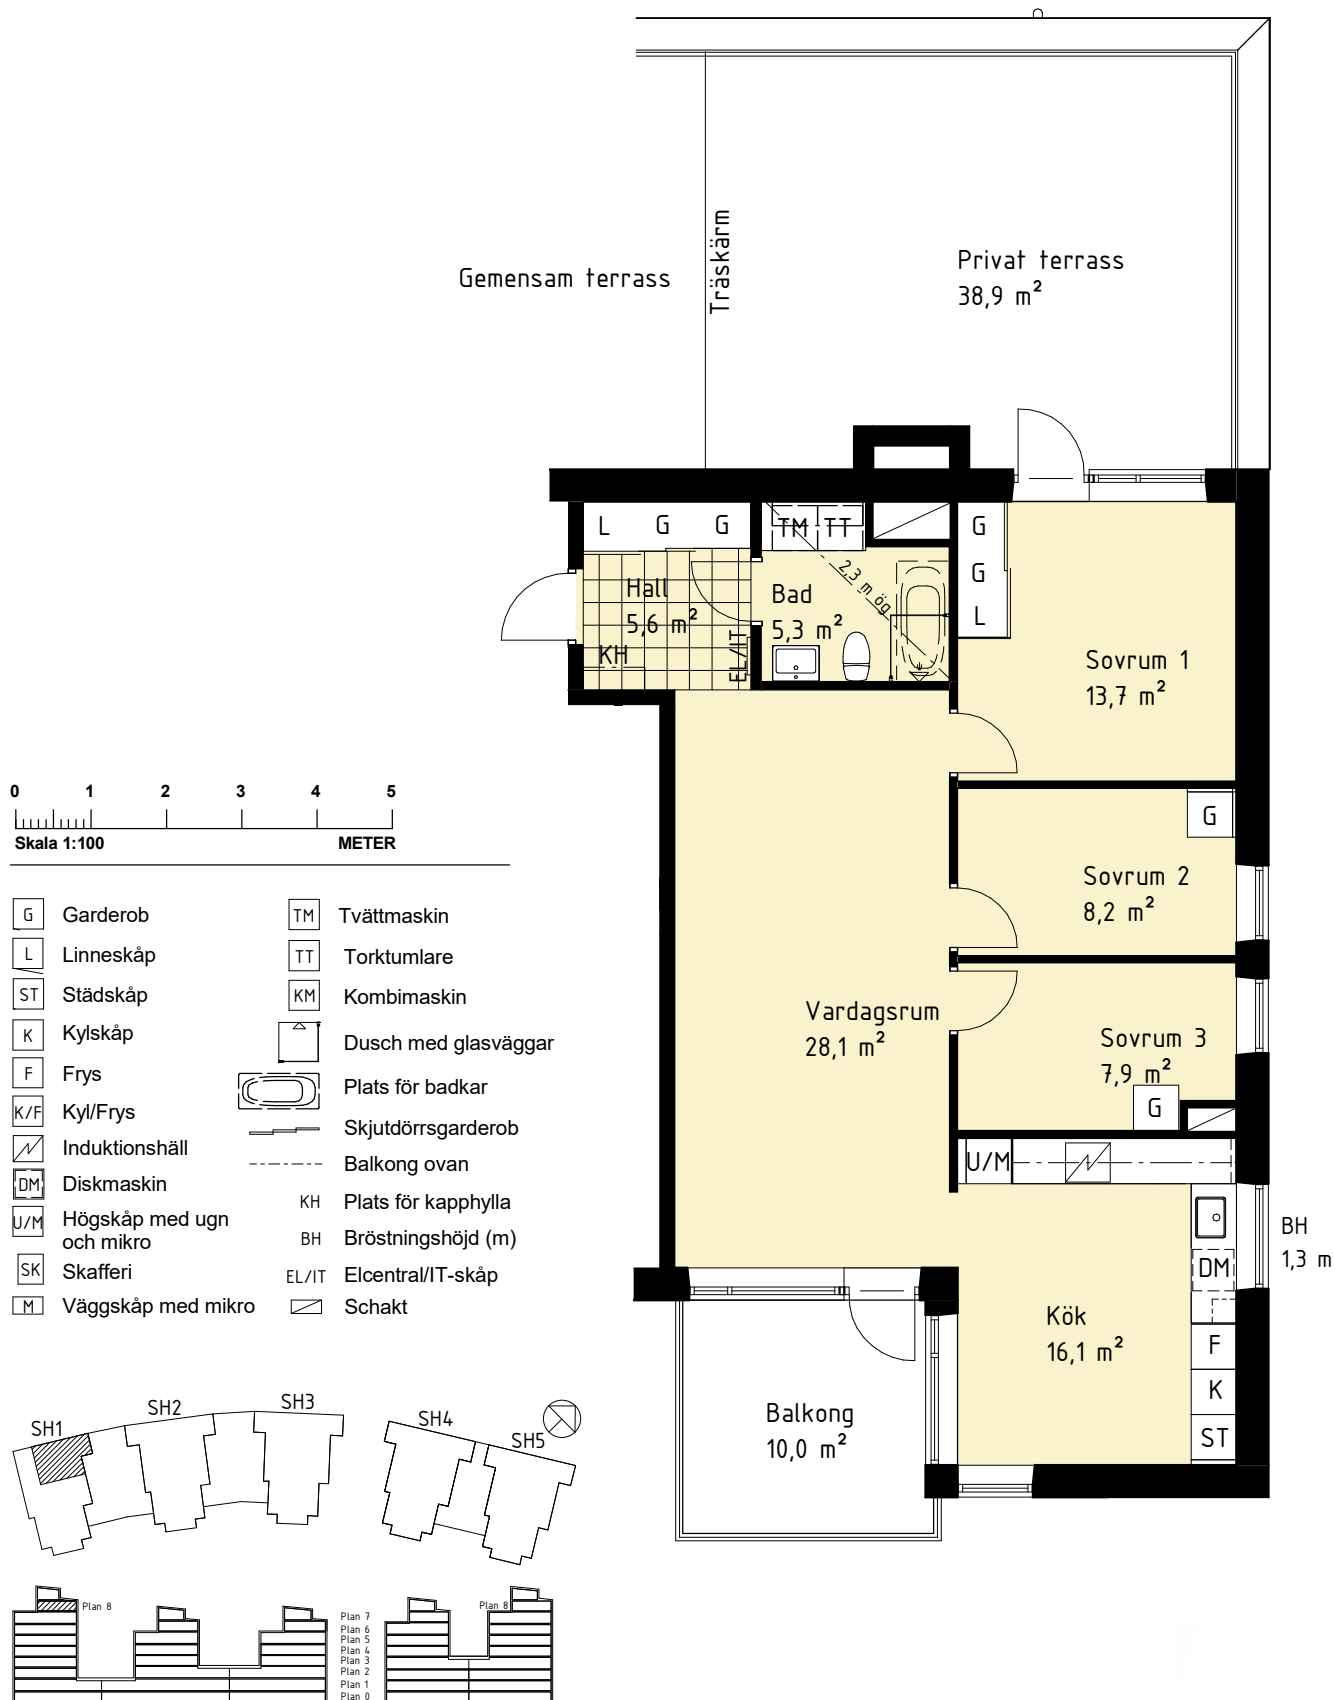 Gemensam terrass
Träskärm
Privat terrass
38,9 m²
L
G
G
TM
TT
2,3 m ög
Hall
5,6 m²
KH
EL/IT
Bad
5,3 m²
G
G
L
Sovrum 1
13,7 m²
G
Sovrum 2
8,2 m²
Vardagsrum
28,1 m²
Sovrum 3
7,9 m²
G
U/M
DM
BH
1,3 m
Kök
16,1 m²
F
K
ST
Balkong
10,0 m²
0 1 2 3 4 5
Skala 1:100 METER
G Garderob
L Linneskåp
ST Städskåp
K Kylskåp
F Frys
K/F Kyl/Frys
Induktionshäll
DM Diskmaskin
U/M Högskåp med ugn
och mikro
SK Skafferi
M Väggskåp med mikro
TM Tvättmaskin
TT Torktumlare
KM Kombimaskin
Dusch med glasväggar
Plats för badkar
Skjutdörrsgarderob
Balkong ovan
KH Plats för kapphylla
BH Bröstningshöjd (m)
EL/IT Elcentral/IT-skåp
Schakt
SH1
SH2
SH3
SH4
SH5
Plan 8
Plan 8
Plan 7
Plan 6
Plan 5
Plan 4
Plan 3
Plan 2
Plan 1
Plan 0